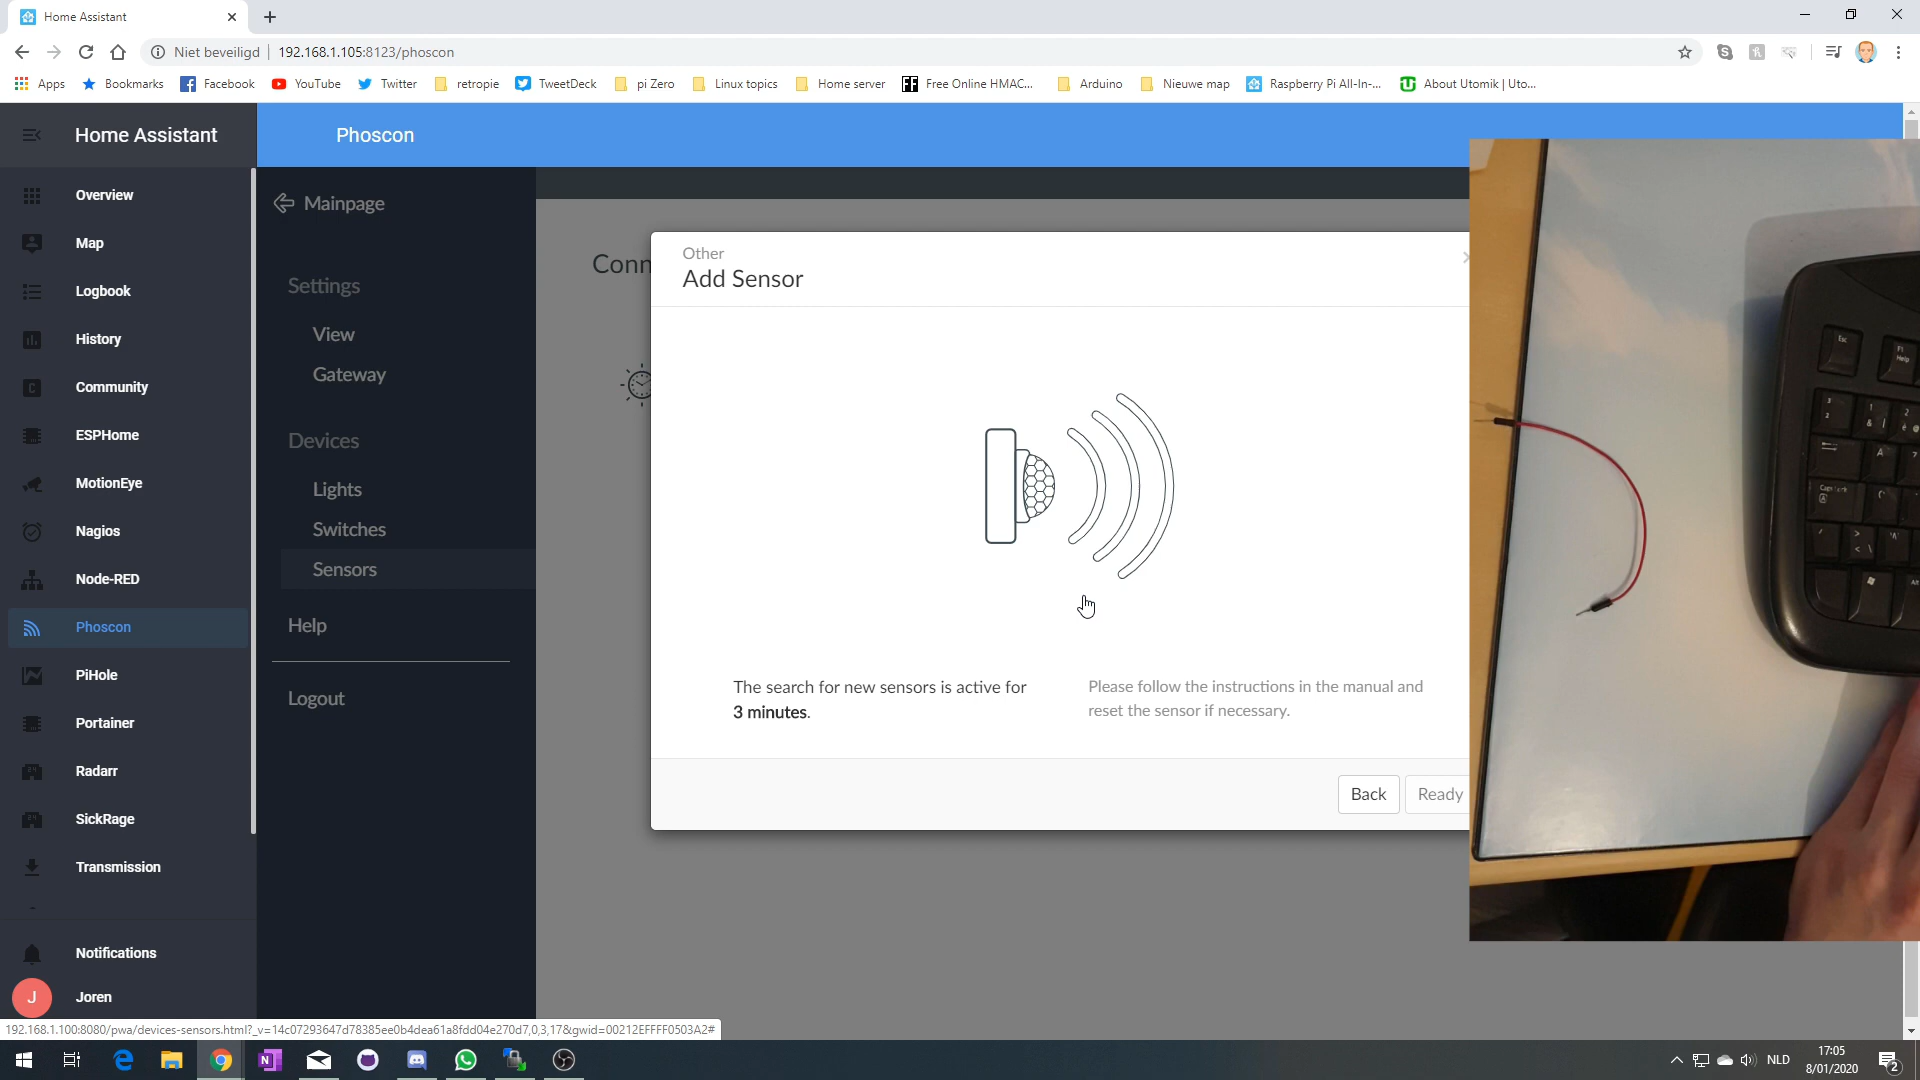 Home Assistant
Niet beveiligd
192.168.1.105:8123/phoscon
Apps
Bookmarks
Facebook
YouTube
Twitter
retropie
TweetDeck
pi Zero
Linux topics
Home server
Free Online HMAC...
Arduino
Nieuwe map
Raspberry Pi All-In-...
About Utomik | Uto...
Home Assistant
Overview
Map
Logbook
History
Community
ESPHome
MotionEye
Nagios
Node-RED
Phoscon
PiHole
Portainer
Radarr
SickRage
Transmission
Notifications
J
Joren
Phoscon
Mainpage
Settings
View
Gateway
Devices
Lights
Switches
Sensors
Help
Logout
Conn
Other
Add Sensor
The search for new sensors is active for
3 minutes.
Please follow the instructions in the manual and
reset the sensor if necessary.
Back
Ready
Esc
F1
Help
192.168.1.100:8080/pwa/devices-sensors.html?_v=14c07293647d78385ee0b4dea61a8fdd04e270d7,0,3,17&gwid=00212EFFFF0503A2#
NLD
17:05
8/01/2020
2